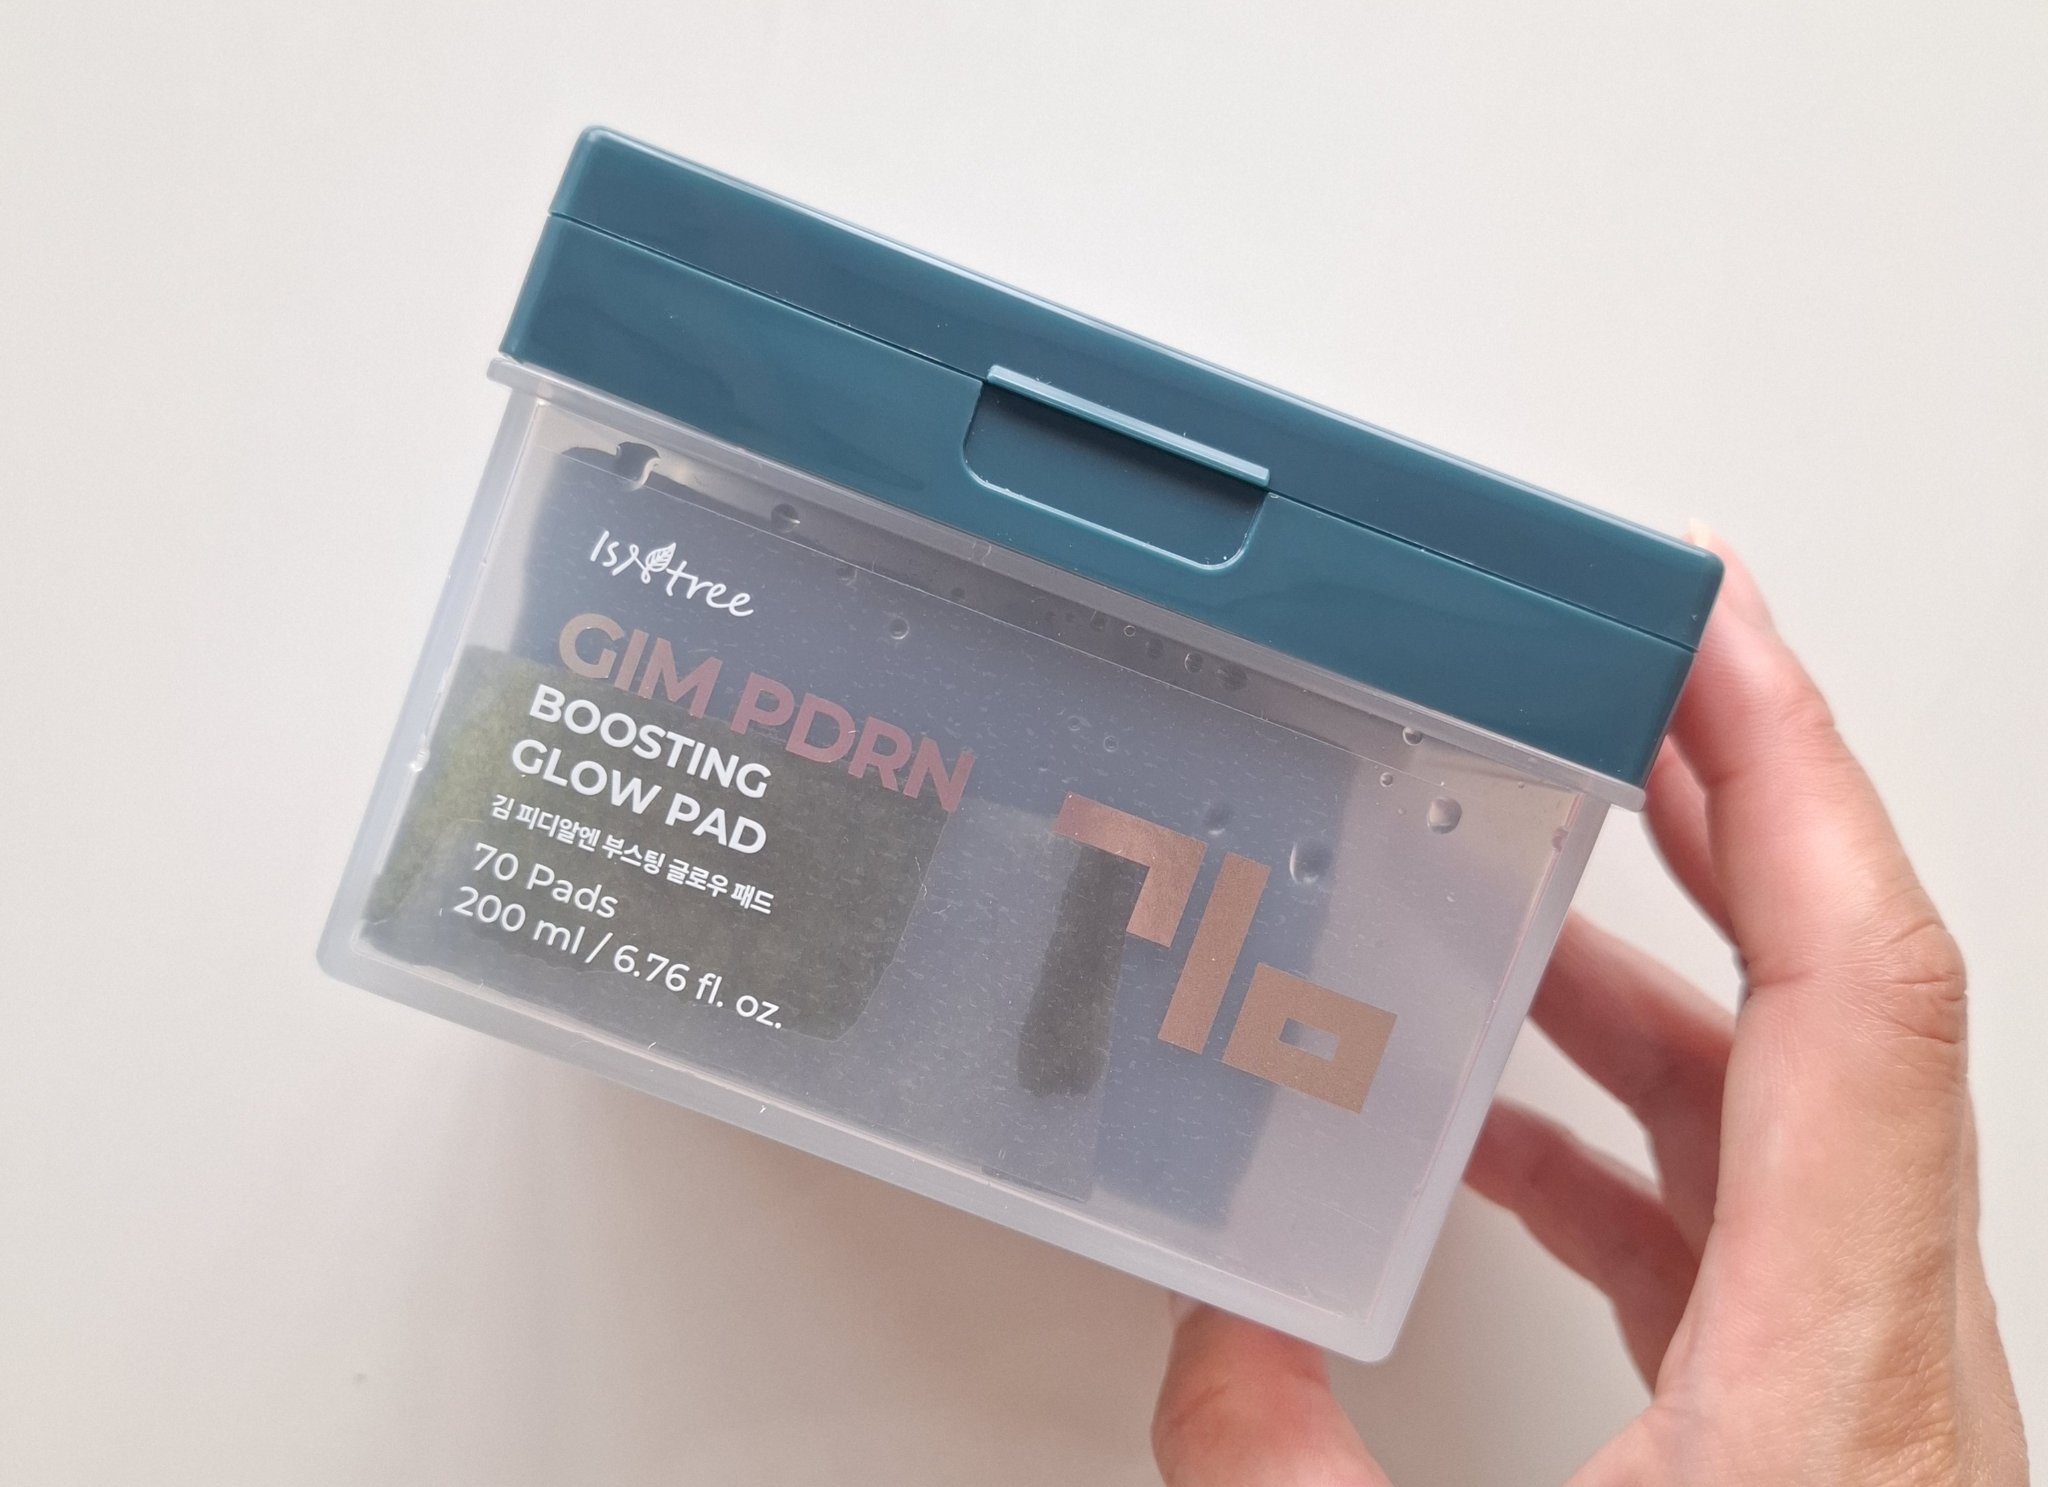 Isntree
GIM PDRN
BOOSTING
GLOW PAD
김 피디알엔 부스팅 글로우 패드
70 Pads
200 ml / 6.76 fl. oz.
김